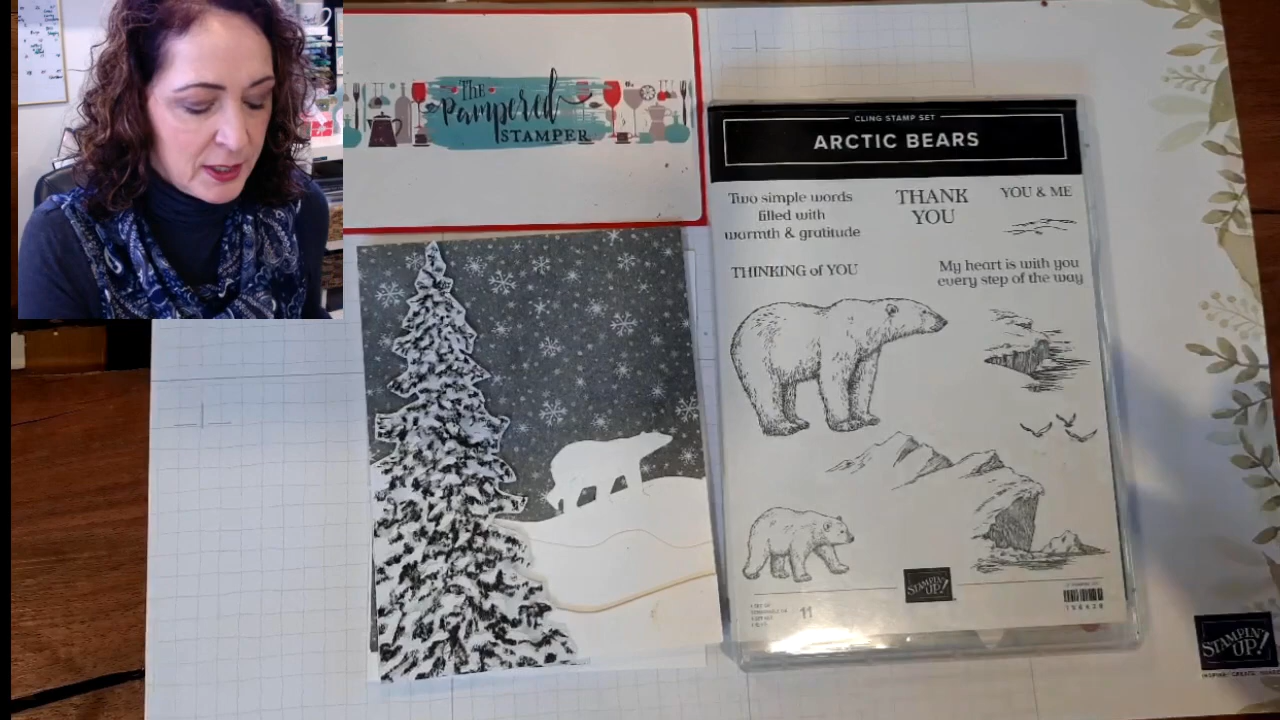 THE
Pampered
STAMPER
CLING STAMP SET
ARCTIC BEARS
Two simple words
filled with
warmth & gratitude
THANK
YOU
YOU & ME
THINKING of YOU
My heart is with you
every step of the way
STAMPIN'
UP!
11
STAMPIN'
UP!